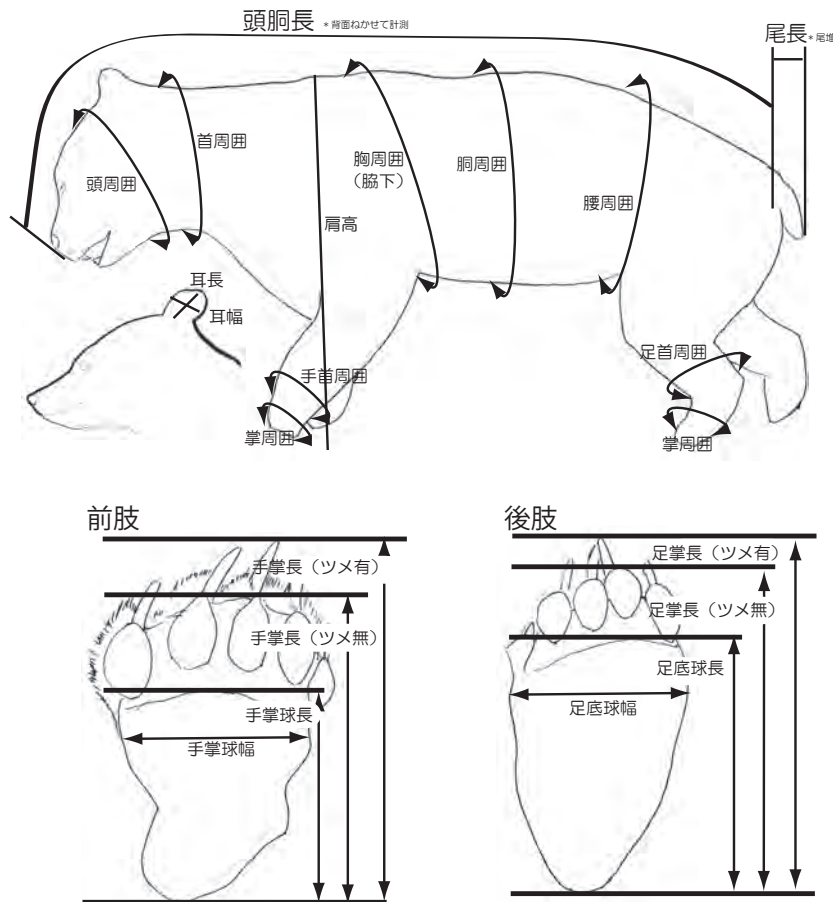 頭胴長 *背面ねかせて計測
尾長
首周囲
頭周囲
胸周囲
(脇下)
胴周囲
腰周囲
肩高
耳長
耳幅
手首周囲
掌周囲
足首周囲
掌周囲
前肢
手掌長(ツメ有)
手掌長(ツメ無)
手掌球長
手掌球幅
後肢
足掌長(ツメ有)
足掌長(ツメ無)
足底球長
足底球幅